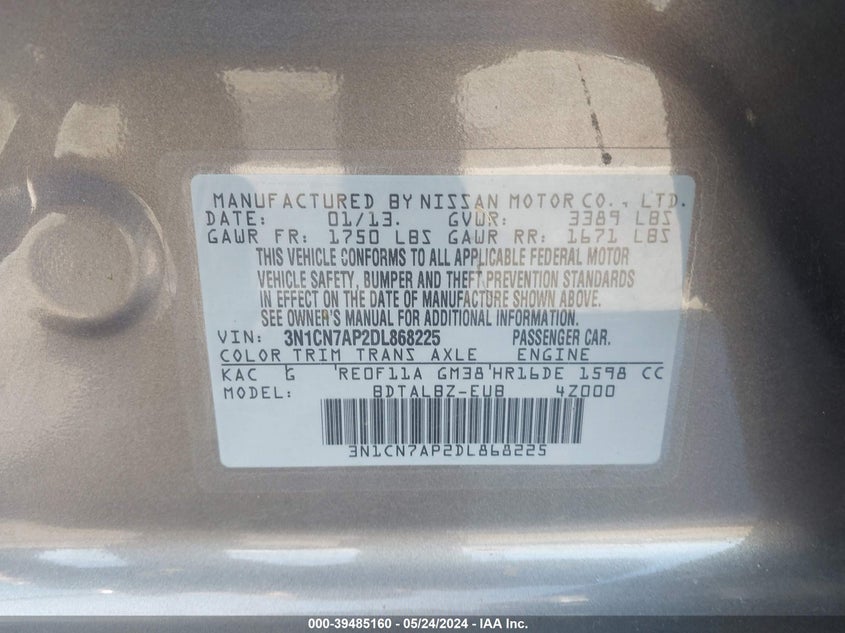 MANUFACTURED BY NISSAN MOTOR CO., LTD.
DATE: 01/13. GVWR: 3389 LBS
GAWR FR: 1750 LBS GAWR RR: 1671 LBS
THIS VEHICLE CONFORMS TO ALL APPLICABLE FEDERAL MOTOR
VEHICLE SAFETY, BUMPER AND THEFT PREVENTION STANDARDS
IN EFFECT ON THE DATE OF MANUFACTURE SHOWN ABOVE.
SEE OWNER'S MANUAL FOR ADDITIONAL INFORMATION.
VIN: 3N1CN7AP2DL868225 PASSENGER CAR.
COLOR TRIM TRANS AXLE ENGINE
KAC G 'RE0F11A GM38'HR16DE 1598 CC
MODEL: BDTALBZ-EUB 4Z000
3N1CN7AP2DL868225
000-39485160 - 05/24/2024 - IAA Inc.